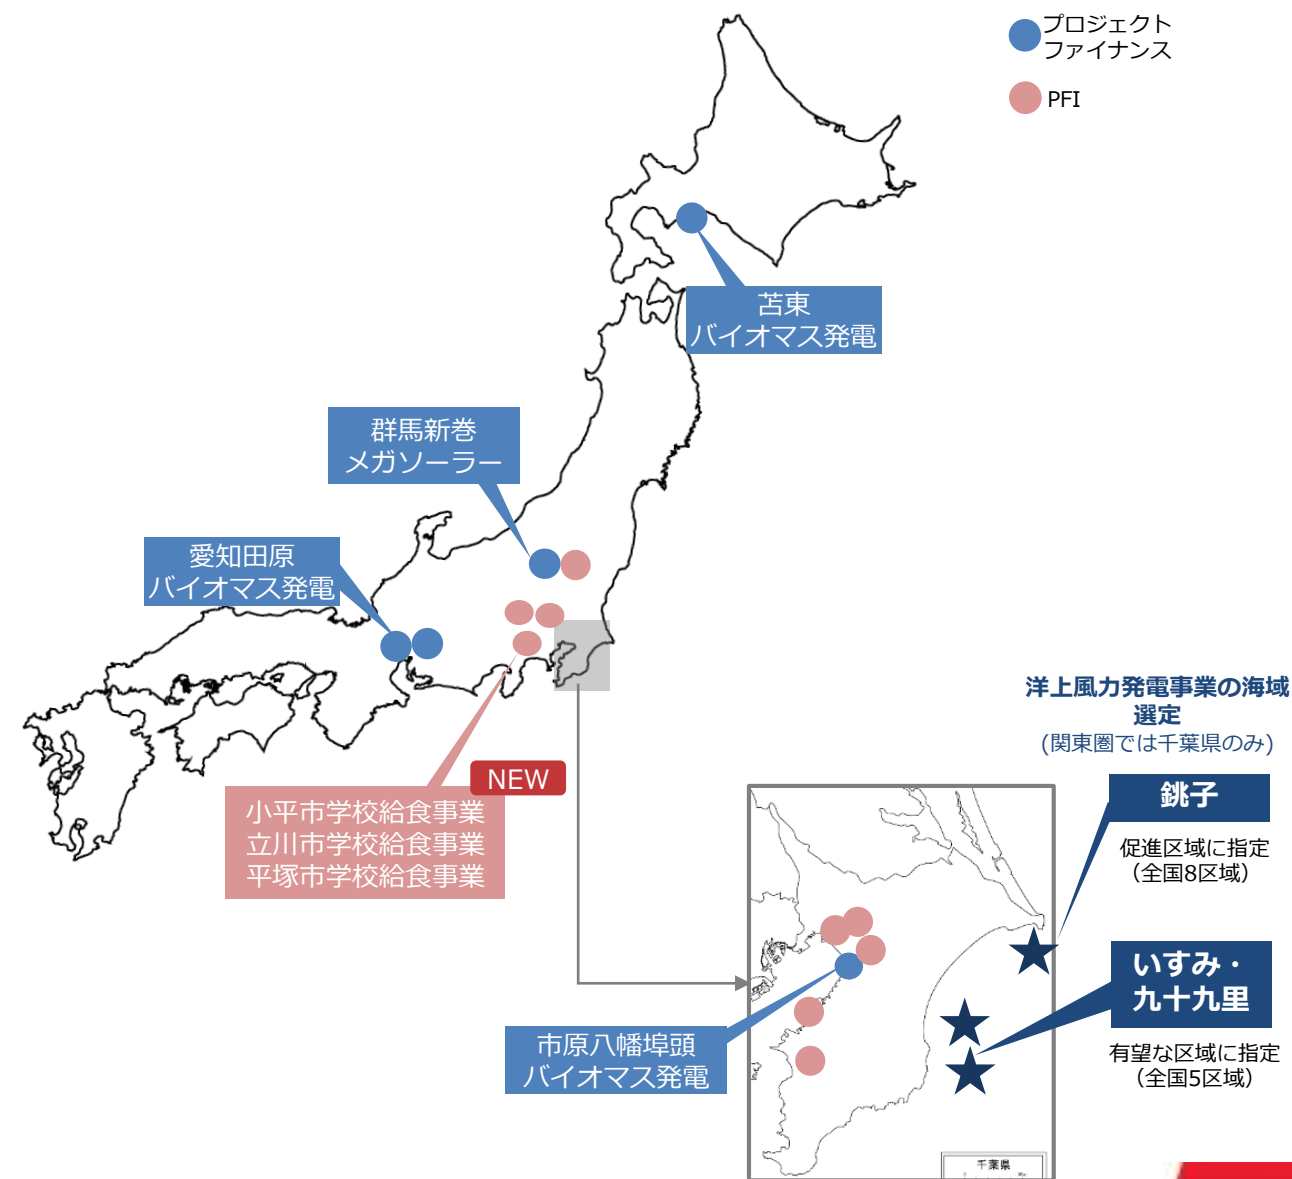 プロジェクト
ファイナンス
PFI
苫東
バイオマス発電
群馬新巻
メガソーラー
愛知田原
バイオマス発電
NEW
小平市学校給食事業
立川市学校給食事業
平塚市学校給食事業
洋上風力発電事業の海域
選定
(関東圏では千葉県のみ)
銚子
促進区域に指定
（全国8区域）
いすみ・
九十九里
有望な区域に指定
（全国5区域）
市原八幡埠頭
バイオマス発電
千葉県